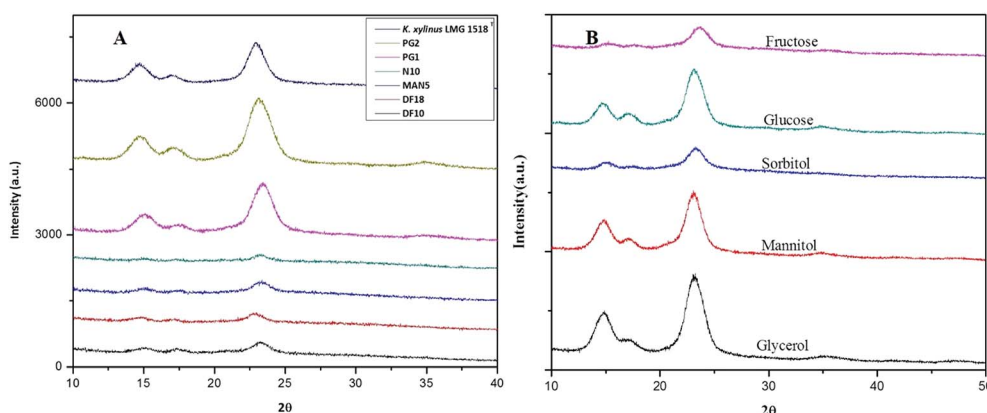 A
K. xylinus LMG 1518 T
PG2
PG1
N10
MAN5
DF18
DF10
6000
3000
0
10 15 20 25 30 35 40
2θ
Intensity (a.u.)
B
Fructose
Glucose
Sorbitol
Mannitol
Glycerol
10 20 30 40 50
2θ
Intensity(a.u.)